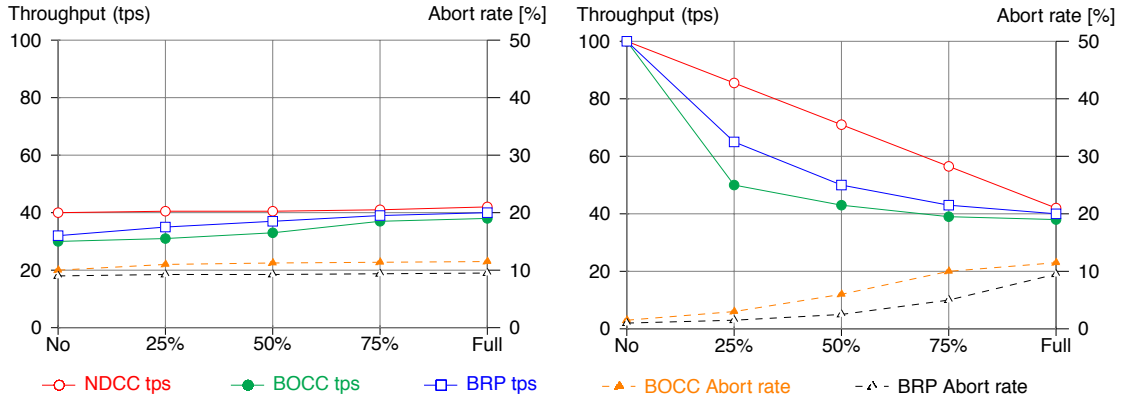 Throughput (tps) Abort rate [%] Throughput (tps) Abort rate [%]
100 50 100 50
80 40 80 40
60 30 60 30
40 20 40 20
20 10 20 10
0 0 0 0
No 25% 50% 75% Full No 25% 50% 75% Full
NDCC tps BOCC tps BRP tps BOCC Abort rate BRP Abort rate